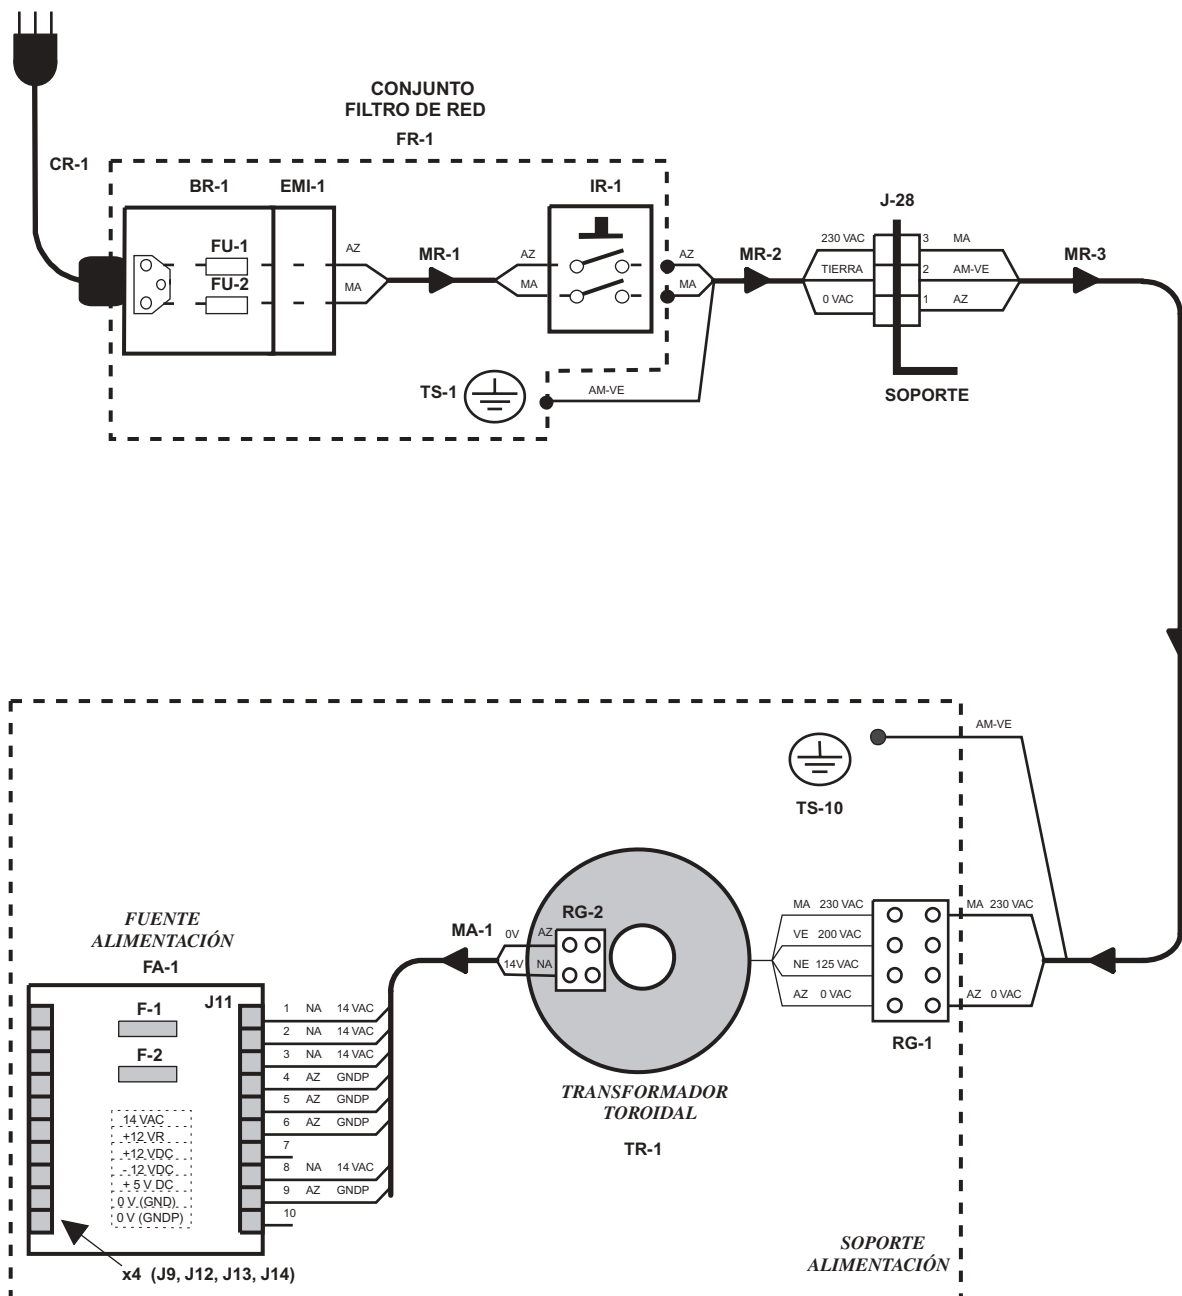 CONJUNTO
FILTRO DE RED
FR-1
CR-1
BR-1 EMI-1 IR-1
FU-1
FU-2
AZ
MA
MR-1
AZ
MA
AZ
MA
MR-2
J-28
230 VAC 3 MA
TIERRA 2 AM-VE
0 VAC 1 AZ
MR-3
TS-1
AM-VE
SOPORTE
AM-VE
TS-10
FUENTE
ALIMENTACIÓN
FA-1
MA-1
0V AZ
14V NA
RG-2
MA 230 VAC
VE 200 VAC
NE 125 VAC
AZ 0 VAC
MA 230 VAC
AZ 0 VAC
RG-1
TRANSFORMADOR
TOROIDAL
TR-1
F-1
F-2
J11
1 NA 14 VAC
2 NA 14 VAC
3 NA 14 VAC
4 AZ GNDP
5 AZ GNDP
6 AZ GNDP
7
8 NA 14 VAC
9 AZ GNDP
10
14 VAC
+12 VR
+12 VDC
- 12 VDC
+ 5 V DC
0 V (GND)
0 V (GNDP)
x4 (J9, J12, J13, J14)
SOPORTE
ALIMENTACIÓN